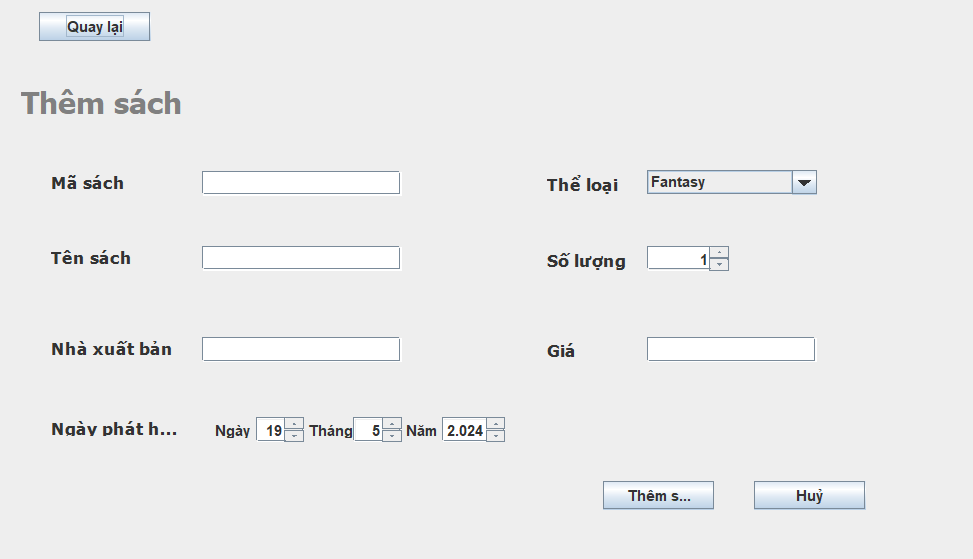 Quay lại
Thêm sách
Mã sách
Thể loại Fantasy
Tên sách
Số lượng 1
Nhà xuất bản
Giá
Ngày phát h... Ngày 19 Tháng 5 Năm 2.024
Thêm s... Huỷ